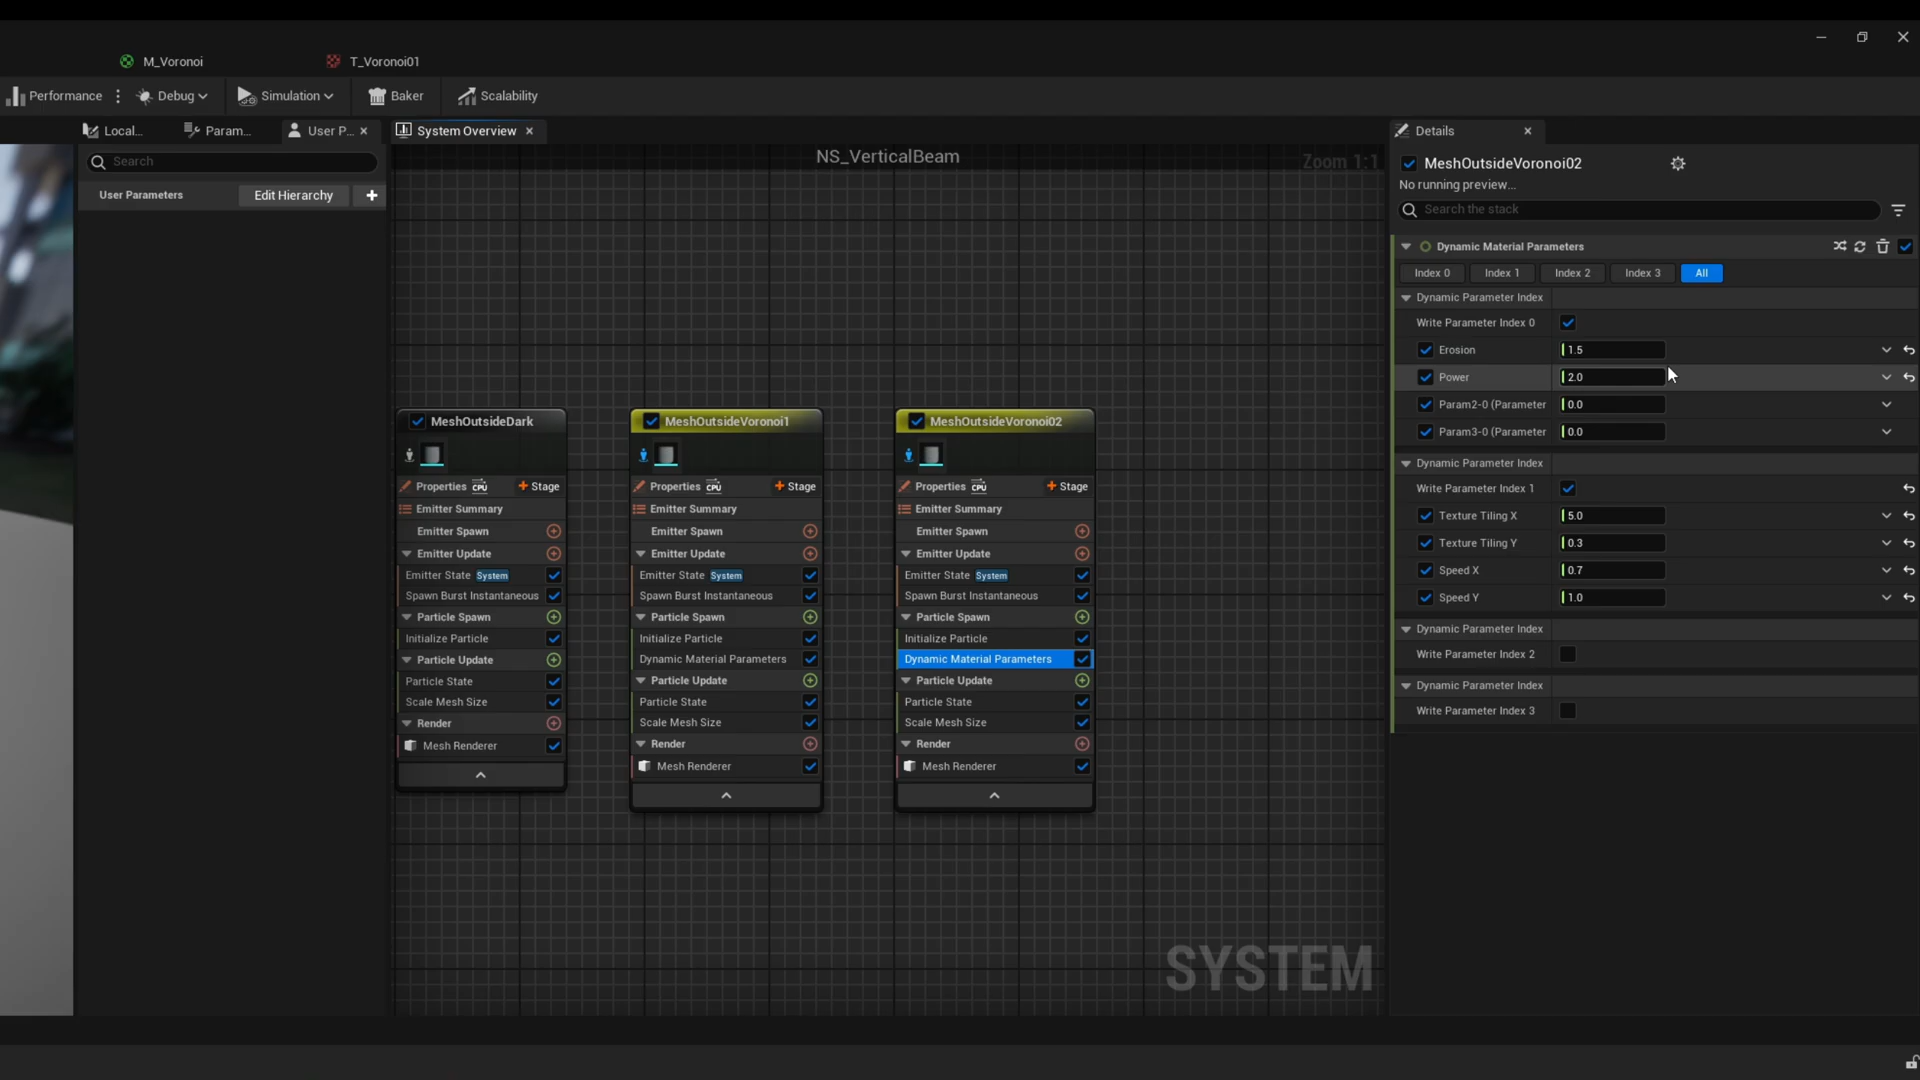 M_Voronoi
T_Voronoi01
Performance
Debug
Simulation
Baker
Scalability
Local...
Param...
User P...
System Overview
Details
Search
User Parameters
Edit Hierarchy
NS_VerticalBeam
Zoom 1:1
MeshOutsideDark
Properties CPU
Stage
Emitter Summary
Emitter Spawn
Emitter Update
Emitter State System
Spawn Burst Instantaneous
Particle Spawn
Initialize Particle
Particle Update
Particle State
Scale Mesh Size
Render
Mesh Renderer
MeshOutsideVoronoi1
Properties CPU
Stage
Emitter Summary
Emitter Spawn
Emitter Update
Emitter State System
Spawn Burst Instantaneous
Particle Spawn
Initialize Particle
Dynamic Material Parameters
Particle Update
Particle State
Scale Mesh Size
Render
Mesh Renderer
MeshOutsideVoronoi02
Properties CPU
Stage
Emitter Summary
Emitter Spawn
Emitter Update
Emitter State System
Spawn Burst Instantaneous
Particle Spawn
Initialize Particle
Dynamic Material Parameters
Particle Update
Particle State
Scale Mesh Size
Render
Mesh Renderer
SYSTEM
MeshOutsideVoronoi02
No running preview...
Search the stack
Dynamic Material Parameters
Index 0
Index 1
Index 2
Index 3
All
Dynamic Parameter Index
Write Parameter Index 0
Erosion 1.5
Power 2.0
Param2-0 (Parameter 0.0
Param3-0 (Parameter 0.0
Dynamic Parameter Index
Write Parameter Index 1
Texture Tiling X 5.0
Texture Tiling Y 0.3
Speed X 0.7
Speed Y 1.0
Dynamic Parameter Index
Write Parameter Index 2
Dynamic Parameter Index
Write Parameter Index 3